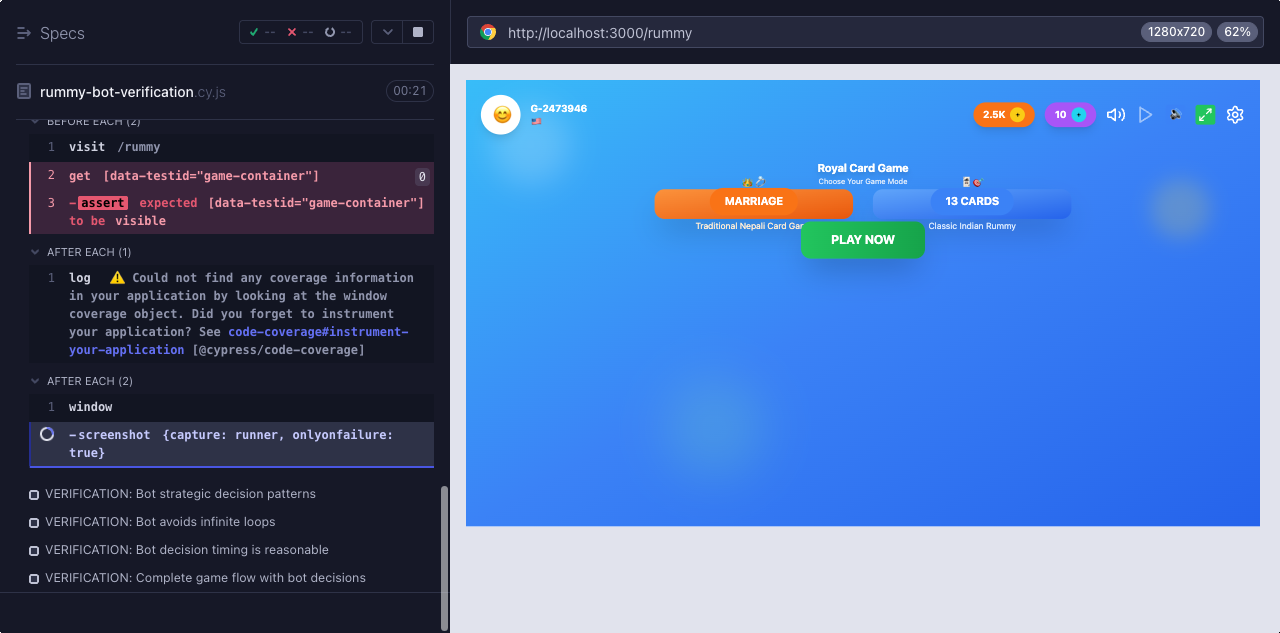 Specs
-- -- --
rummy-bot-verification.cy.js
00:21
BEFORE EACH (2)
1 visit /rummy
2 get [data-testid="game-container"] 0
3 -assert expected [data-testid="game-container"]
to be visible
AFTER EACH (1)
1 log ⚠️ Could not find any coverage information
in your application by looking at the window
coverage object. Did you forget to instrument
your application? See code-coverage#instrument-
your-application [@cypress/code-coverage]
AFTER EACH (2)
1 window
-screenshot {capture: runner, onlyonfailure:
true}
VERIFICATION: Bot strategic decision patterns
VERIFICATION: Bot avoids infinite loops
VERIFICATION: Bot decision timing is reasonable
VERIFICATION: Complete game flow with bot decisions
http://localhost:3000/rummy
1280x720
62%
G-2473946
2.5K +
10 +
Royal Card Game
Choose Your Game Mode
MARRIAGE
Traditional Nepali Card Gam
13 CARDS
Classic Indian Rummy
PLAY NOW